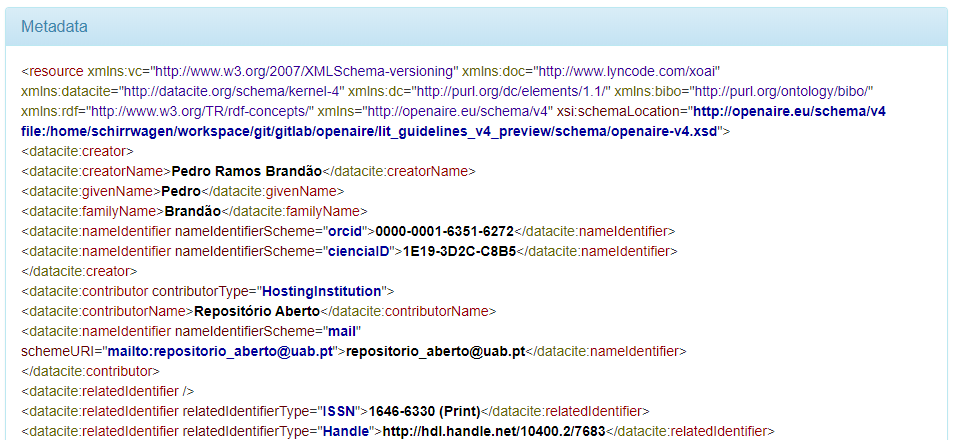 Metadata
<resource xmlns:vc="http://www.w3.org/2007/XMLSchema-versioning" xmlns:doc="http://www.lyncode.com/xoai"
xmlns:datacite="http://datacite.org/schema/kernel-4" xmlns:dc="http://purl.org/dc/elements/1.1/" xmlns:bibo="http://purl.org/ontology/bibo/"
xmlns:rdf="http://www.w3.org/TR/rdf-concepts/" xmlns="http://openaire.eu/schema/v4" xsi:schemaLocation="http://openaire.eu/schema/v4
file:/home/schirrwagen/workspace/git/gitlab/openaire/lit_guidelines_v4_preview/schema/openaire-v4.xsd">
<datacite:creator>
<datacite:creatorName>Pedro Ramos Brandão</datacite:creatorName>
<datacite:givenName>Pedro</datacite:givenName>
<datacite:familyName>Brandão</datacite:familyName>
<datacite:nameIdentifier nameIdentifierScheme="orcid">0000-0001-6351-6272</datacite:nameIdentifier>
<datacite:nameIdentifier nameIdentifierScheme="cienciaID">1E19-3D2C-C8B5</datacite:nameIdentifier>
</datacite:creator>
<datacite:contributor contributorType="HostingInstitution">
<datacite:contributorName>Repositório Aberto</datacite:contributorName>
<datacite:nameIdentifier nameIdentifierScheme="mail"
schemeURI="mailto:repositorio_aberto@uab.pt">repositorio_aberto@uab.pt</datacite:nameIdentifier>
</datacite:contributor>
<datacite:relatedIdentifier />
<datacite:relatedIdentifier relatedIdentifierType="ISSN">1646-6330 (Print)</datacite:relatedIdentifier>
<datacite:relatedIdentifier relatedIdentifierType="Handle">http://hdl.handle.net/10400.2/7683</datacite:relatedIdentifier>